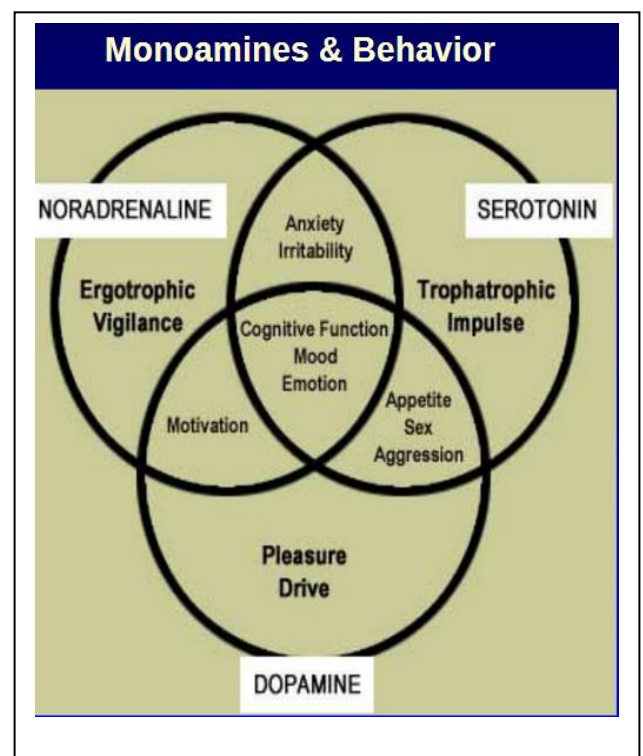 Monoamines & Behavior
NORADRENALINE
SEROTONIN
Anxiety
Irritability
Ergotrophic
Vigilance
Trophatrophic
Impulse
Cognitive Function
Mood
Emotion
Motivation
Appetite
Sex
Aggression
Pleasure
Drive
DOPAMINE